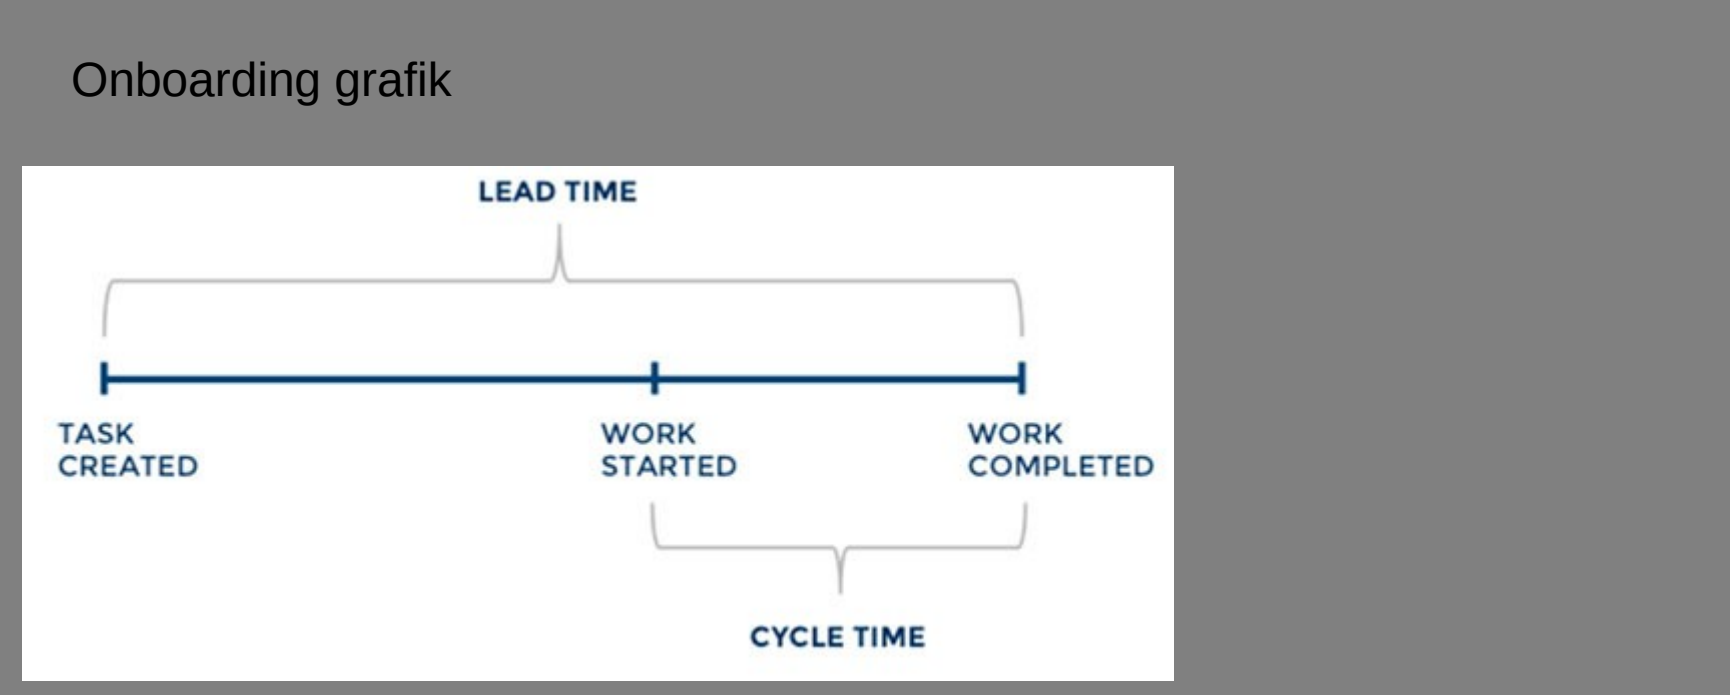 Onboarding grafik
LEAD TIME
TASK
CREATED
WORK
STARTED
WORK
COMPLETED
CYCLE TIME